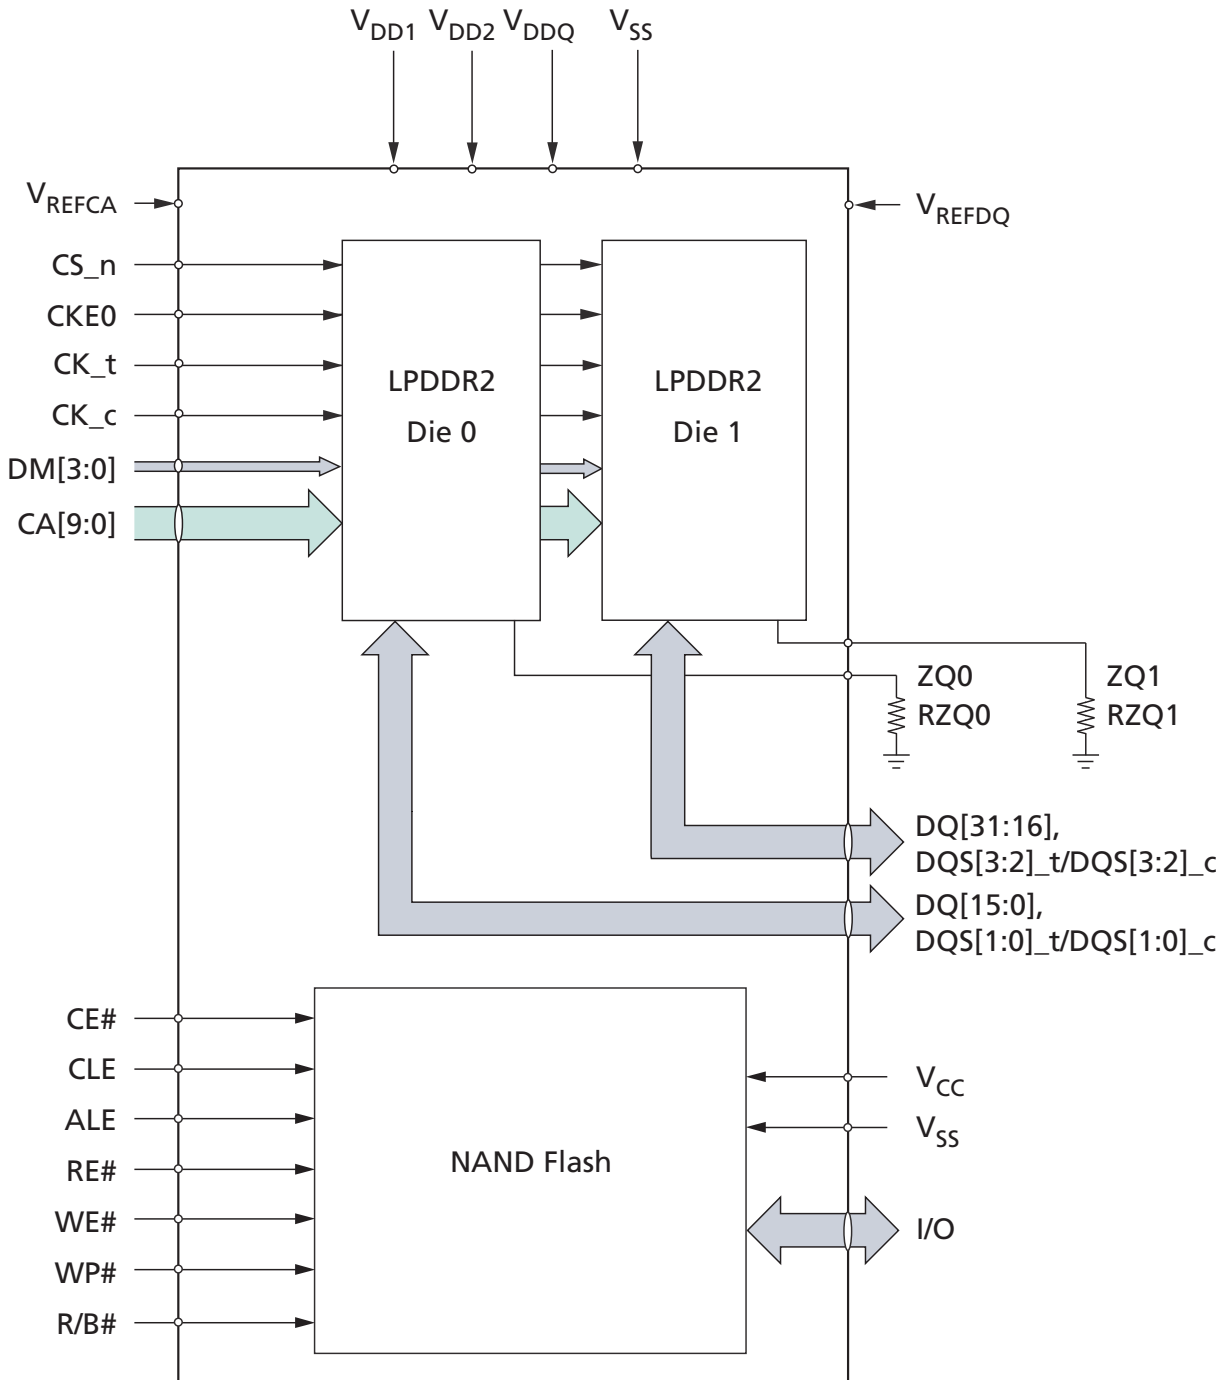 VDD1 VDD2 VDDQ VSS
VREFCA
VREFDQ
CS_n
CKE0
CK_t
CK_c
DM[3:0]
CA[9:0]
LPDDR2
Die 0
LPDDR2
Die 1
ZQ0
RZQ0
ZQ1
RZQ1
DQ[31:16],
DQS[3:2]_t/DQS[3:2]_c
DQ[15:0],
DQS[1:0]_t/DQS[1:0]_c
CE#
CLE
ALE
RE#
WE#
WP#
R/B#
NAND Flash
VCC
VSS
I/O